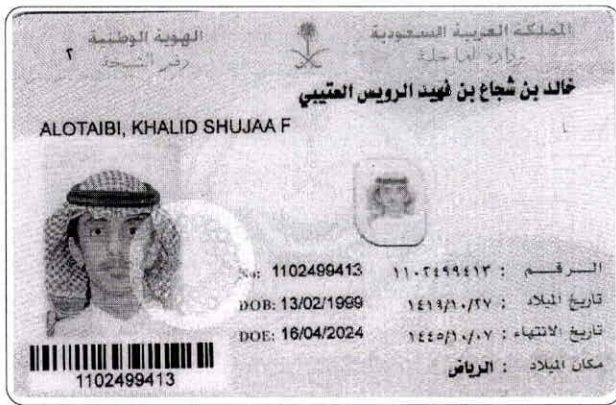 المملكة العربية السعودية
وزارة الداخلية
الهوية الوطنية
رقم النسخة ٢
خالد بن شجاع بن فهيد الرويس العتيبي
ALOTAIBI, KHALID SHUJAA F
No: 1102499413 الرقم : ١١٠٢٤٩٩٤١٣
DOB: 13/02/1999 تاريخ الميلاد : ١٤١٩/١٠/٢٧
DOE: 16/04/2024 تاريخ الانتهاء : ١٤٤٥/١٠/٠٧
مكان الميلاد : الرياض
1102499413